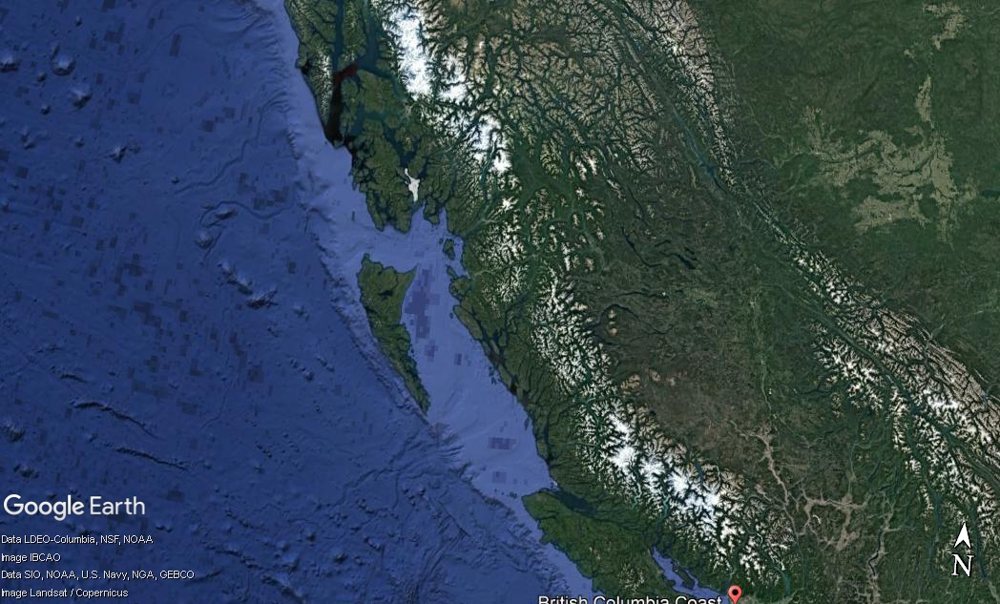 Google Earth
Data LDEO-Columbia, NSF, NOAA
Image IBCAO
Data SIO, NOAA, U.S. Navy, NGA, GEBCO
Image Landsat / Copernicus
N
British Columbia Coast